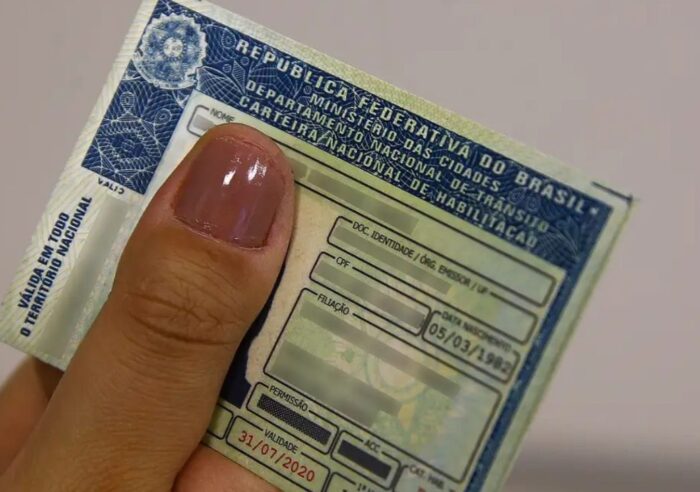 REPÚBLICA FEDERATIVA DO BRASIL
MINISTÉRIO DAS CIDADES
DEPARTAMENTO NACIONAL DE TRÂNSITO
CARTEIRA NACIONAL DE HABILITAÇÃO
NOME
VÁLIDA EM TODO
O TERRITÓRIO NACIONAL
DOC. IDENTIDADE / ÓRG. EMISSOR / UF
CPF
DATA NASCIMENTO
05/03/1982
FILIAÇÃO
PERMISSÃO
ACC
CAT. HAB.
VALIDADE
31/07/2020